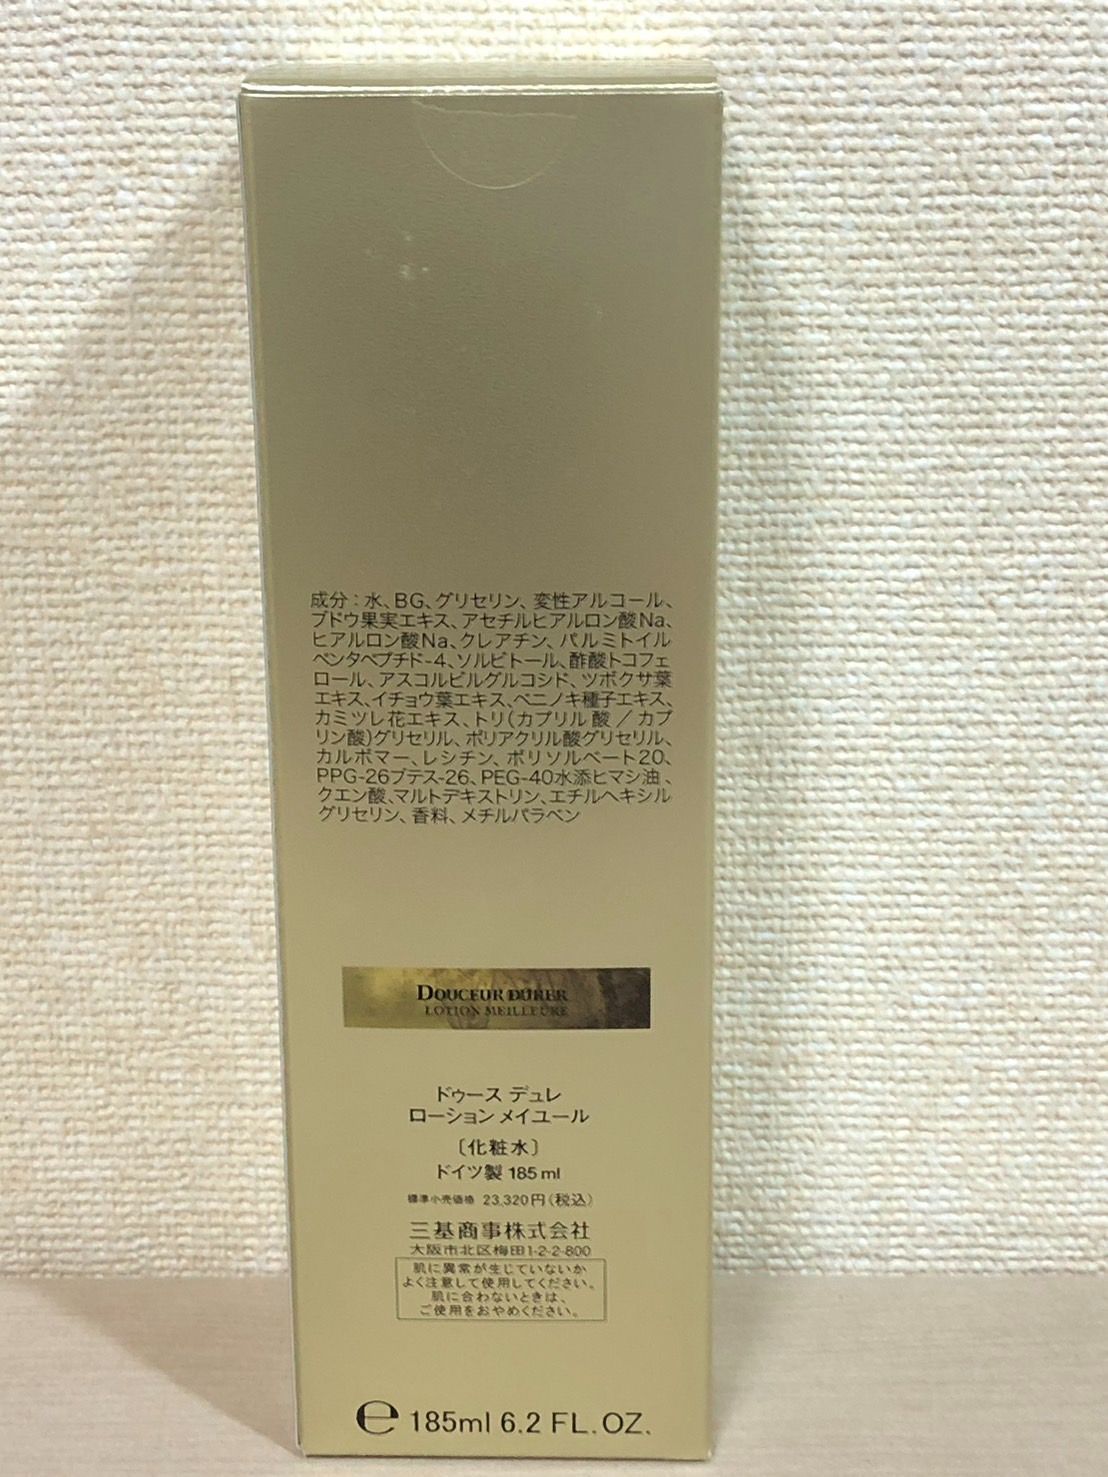 成分：水、BG、グリセリン、変性アルコール、
ブドウ果実エキス、アセチルヒアルロン酸Na、
ヒアルロン酸Na、クレアチン、パルミトイル
ペンタペプチド-4、ソルビトール、酢酸トコフェ
ロール、アスコルビルグルコシド、ツボクサ葉
エキス、イチョウ葉エキス、ベニノキ種子エキス、
カミツレ花エキス、トリ(カプリル酸／カプ
リン酸)グリセリル、ポリアクリル酸グリセリル、
カルボマー、レシチン、ポリソルベート20、
PPG-26ブテス-26、PEG-40水添ヒマシ油、
クエン酸、マルトデキストリン、エチルヘキシル
グリセリン、香料、メチルパラベン
DOUCEUR DURER
LOTION MEILLEURE
ドゥース デュレ
ローション メイユール
〔化粧水〕
ドイツ製 185 ml
標準小売価格 23,320円(税込)
三基商事株式会社
大阪市北区梅田1-2-2-800
肌に異常が生じていないか
よく注意して使用してください。
肌に合わないときは、
ご使用をおやめください。
℮ 185ml 6.2 FL.OZ.